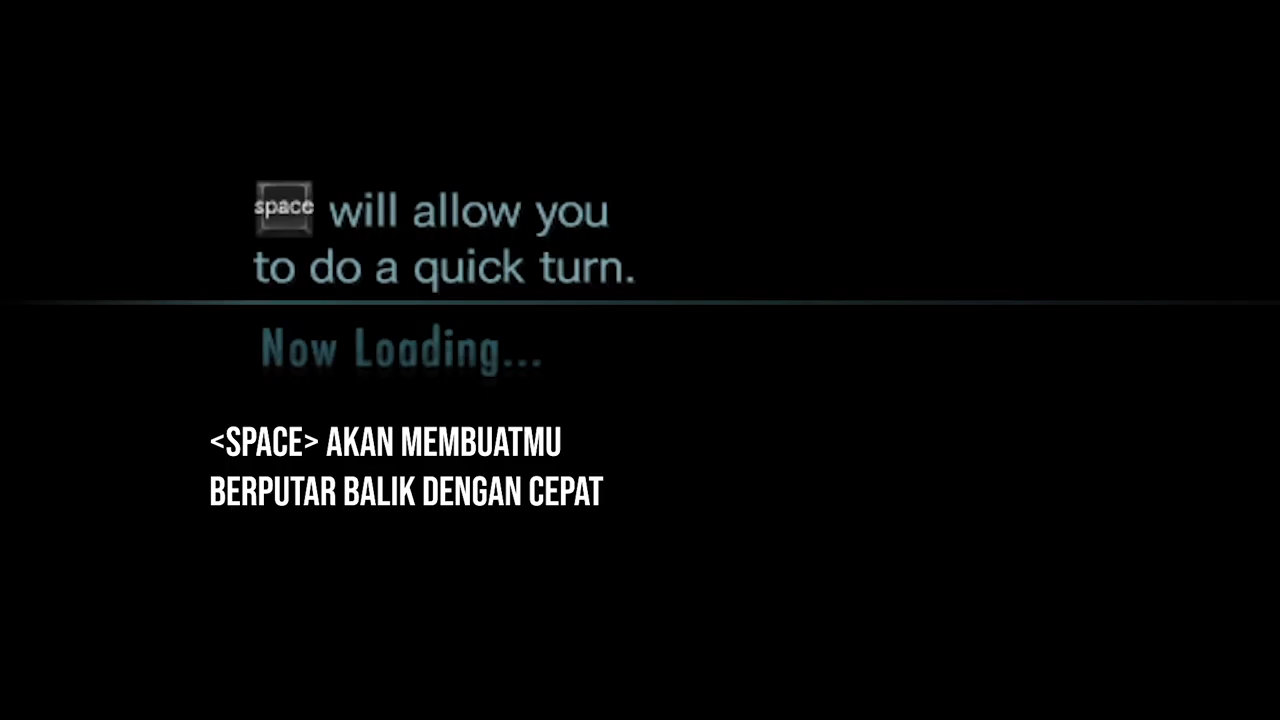 space will allow you
to do a quick turn.
Now Loading...
<SPACE> AKAN MEMBUATMU
BERPUTAR BALIK DENGAN CEPAT